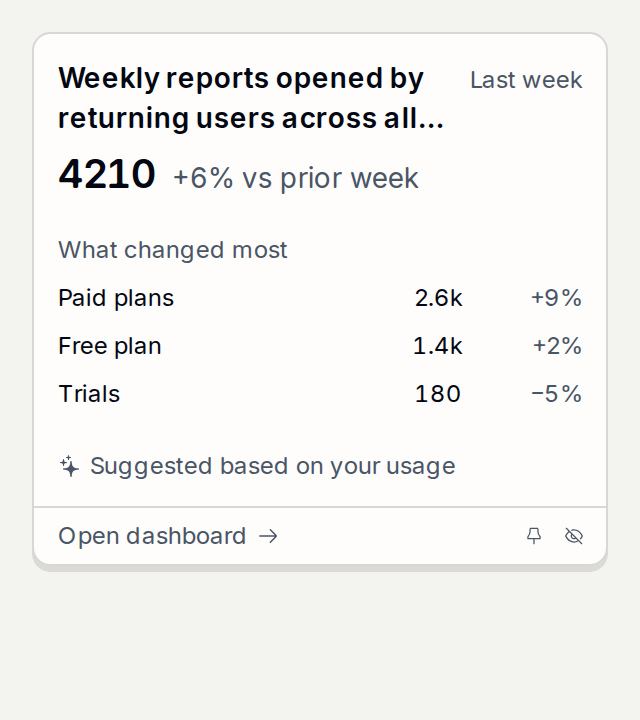 Weekly reports opened by
returning users across all...
Last week
4210 +6% vs prior week
What changed most
Paid plans 2.6k +9%
Free plan 1.4k +2%
Trials 180 −5%
Suggested based on your usage
Open dashboard →